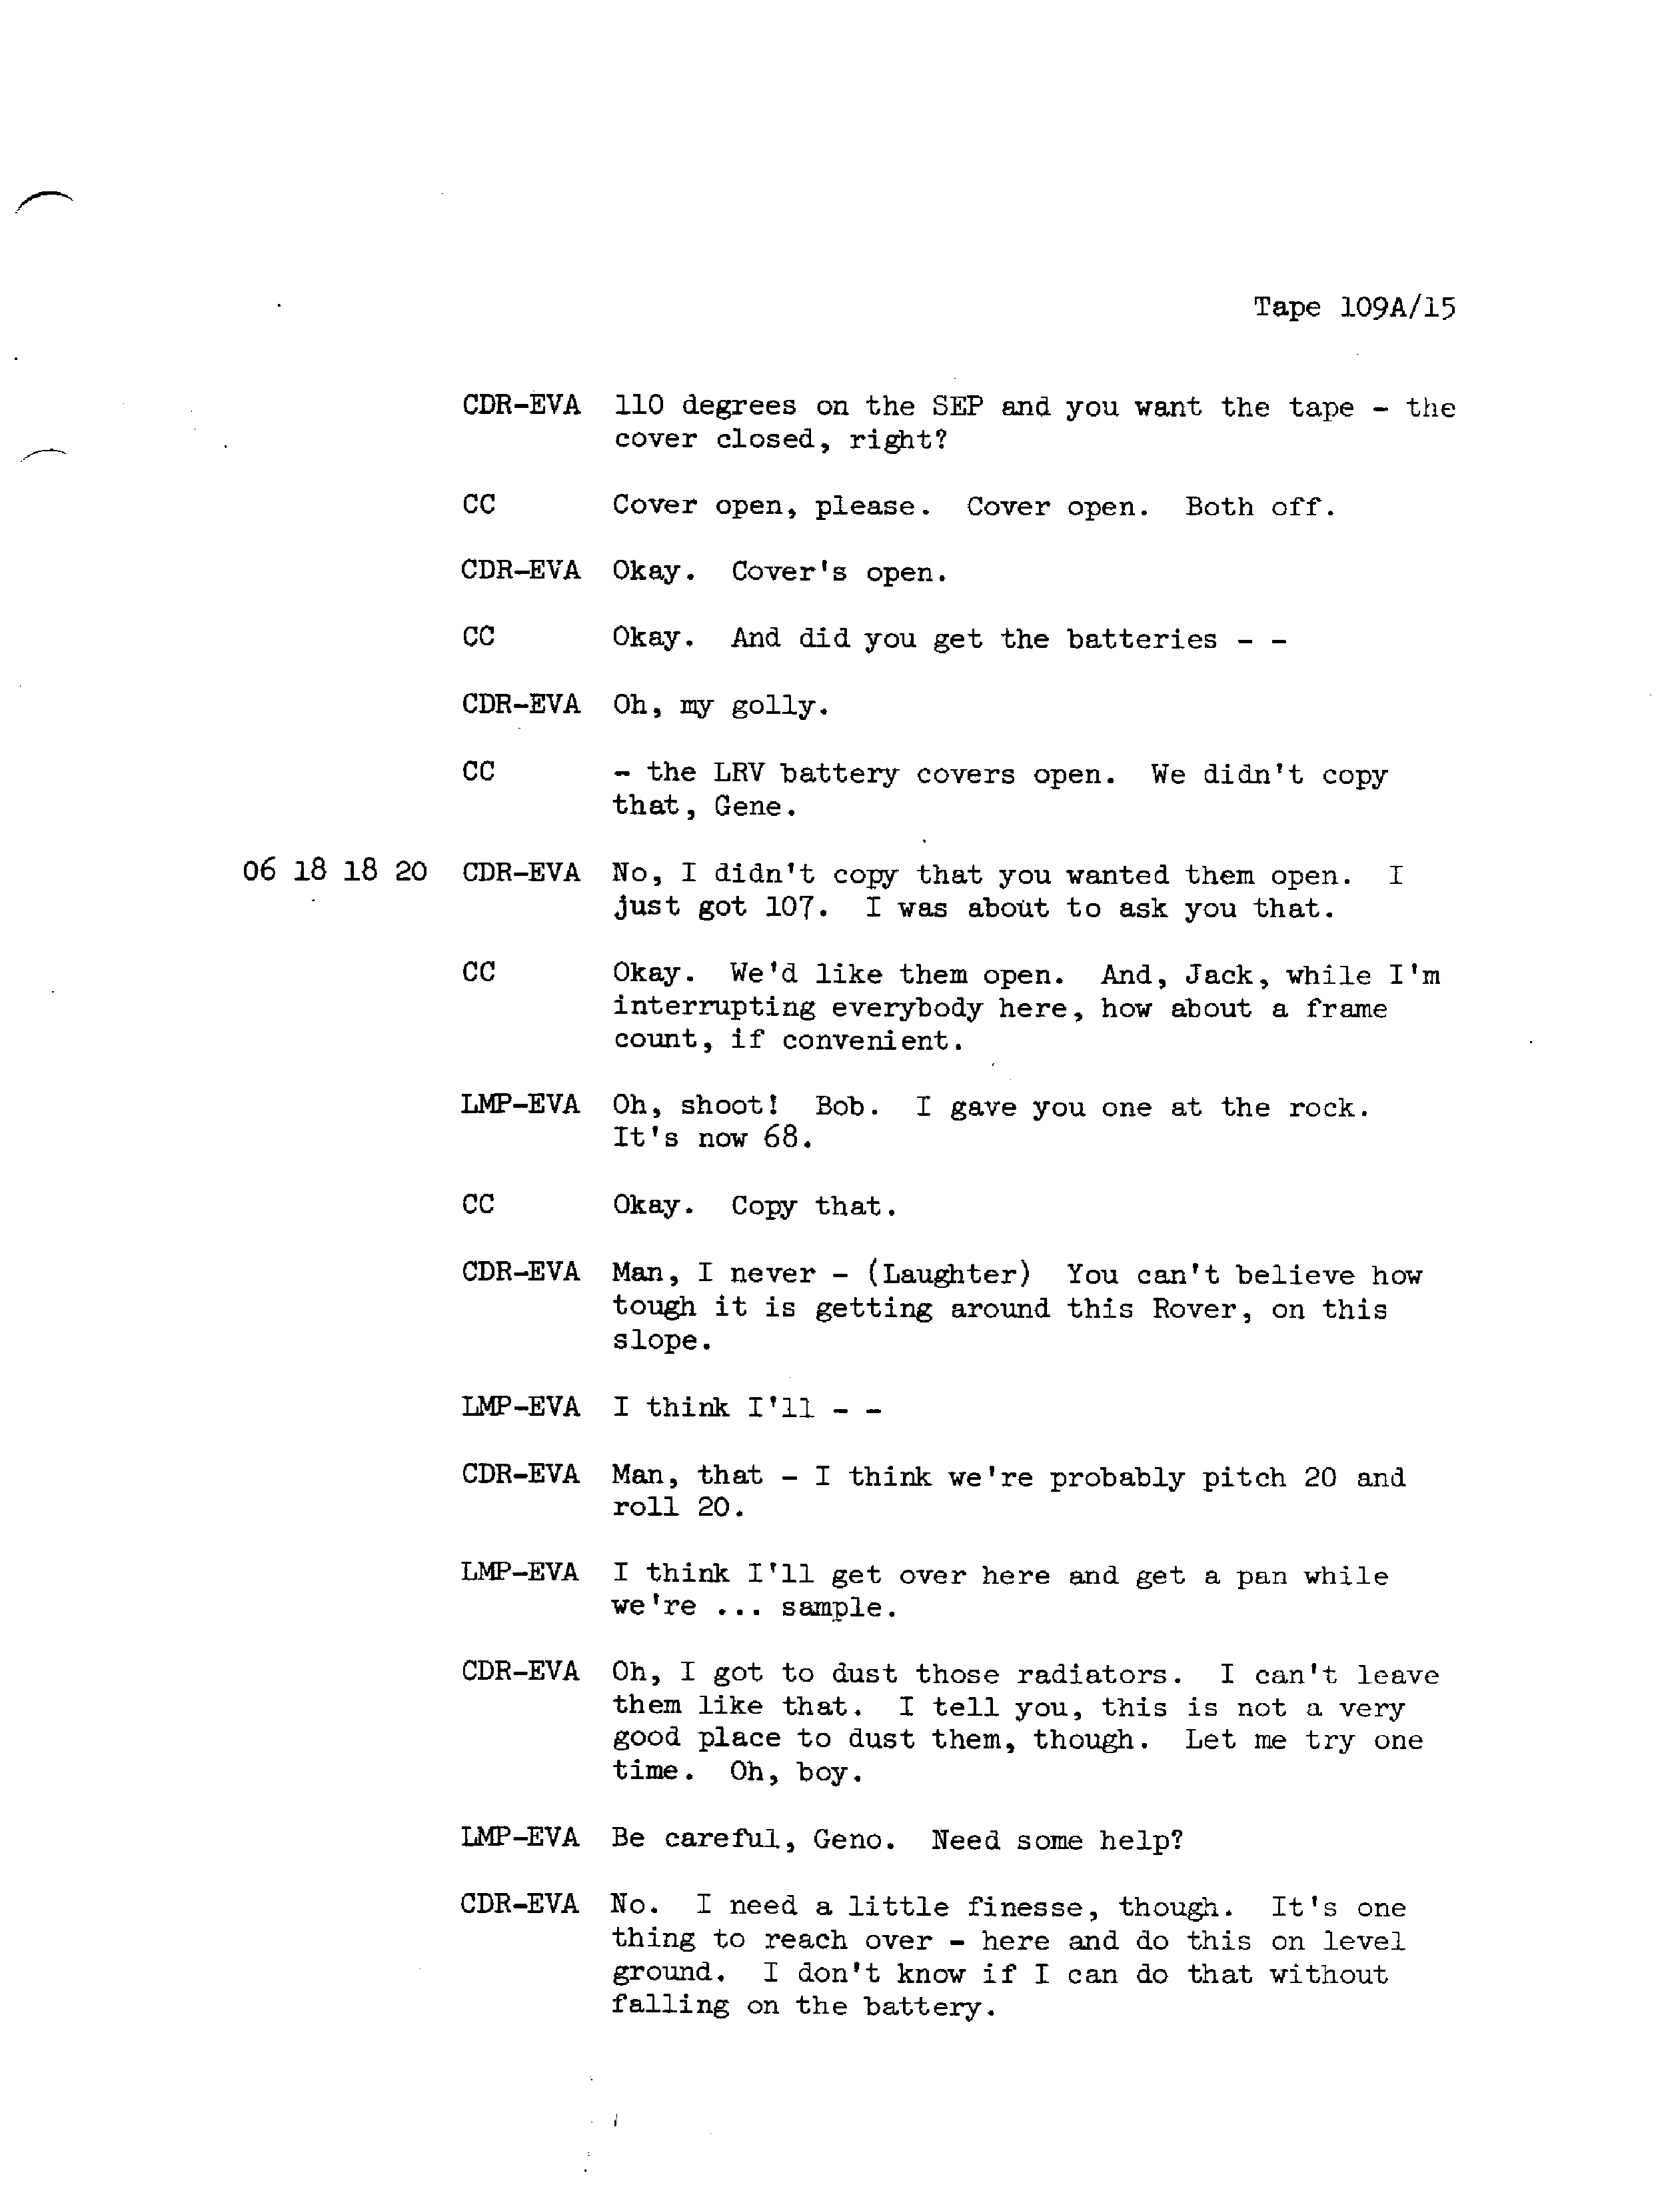 Tape 109A/15
CDR-EVA 110 degrees on the SEP and you want the tape - the
cover closed, right?
CC Cover open, please. Cover open. Both off.
CDR-EVA Okay. Cover's open.
CC Okay. And did you get the batteries - -
CDR-EVA Oh, my golly.
CC - the LRV battery covers open. We didn't copy
that, Gene.
06 18 18 20 CDR-EVA No, I didn't copy that you wanted them open. I
just got 107. I was about to ask you that.
CC Okay. We'd like them open. And, Jack, while I'm
interrupting everybody here, how about a frame
count, if convenient.
LMP-EVA Oh, shoot! Bob. I gave you one at the rock.
It's now 68.
CC Okay. Copy that.
CDR-EVA Man, I never - (Laughter) You can't believe how
tough it is getting around this Rover, on this
slope.
LMP-EVA I think I'll - -
CDR-EVA Man, that - I think we're probably pitch 20 and
roll 20.
LMP-EVA I think I'll get over here and get a pan while
we're ... sample.
CDR-EVA Oh, I got to dust those radiators. I can't leave
them like that. I tell you, this is not a very
good place to dust them, though. Let me try one
time. Oh, boy.
LMP-EVA Be careful, Geno. Need some help?
CDR-EVA No. I need a little finesse, though. It's one
thing to reach over - here and do this on level
ground. I don't know if I can do that without
falling on the battery.